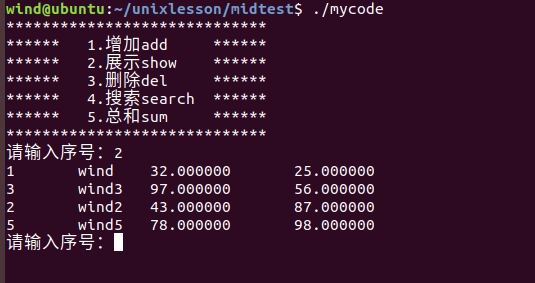 wind@ubuntu:~/unixlesson/midtest$ ./mycode
*****************************
******   1.增加add     ******
******   2.展示show    ******
******   3.删除del     ******
******   4.搜索search  ******
******   5.总和sum     ******
*****************************
请输入序号：2
1       wind    32.000000       25.000000
3       wind3   97.000000       56.000000
2       wind2   43.000000       87.000000
5       wind5   78.000000       98.000000
请输入序号：